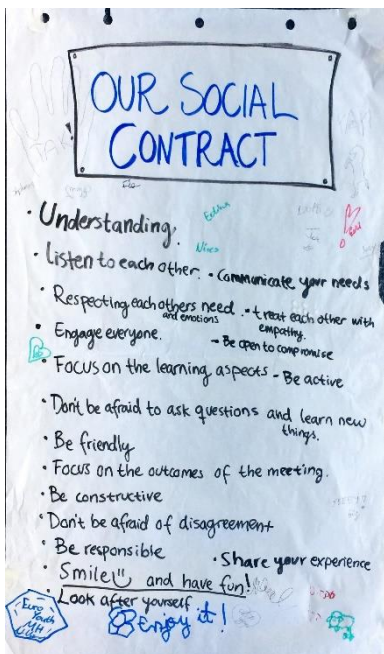 OUR SOCIAL
CONTRACT
• Understanding.
• Listen to each other. • Communicate your needs
• Respecting each others need • treat each other with
and emotions
empathy.
• Engage everyone.
- Be open to compromise
• Focus on the learning aspects - Be active
• Don't be afraid to ask questions and learn new
things.
• Be friendly
• Focus on the outcomes of the meeting.
• Be constructive
• Don't be afraid of disagreement
• Be responsible
• Share your experience
• Smile and have fun!
• Look after yourself
Enjoy it!
Euro
Youth
MH